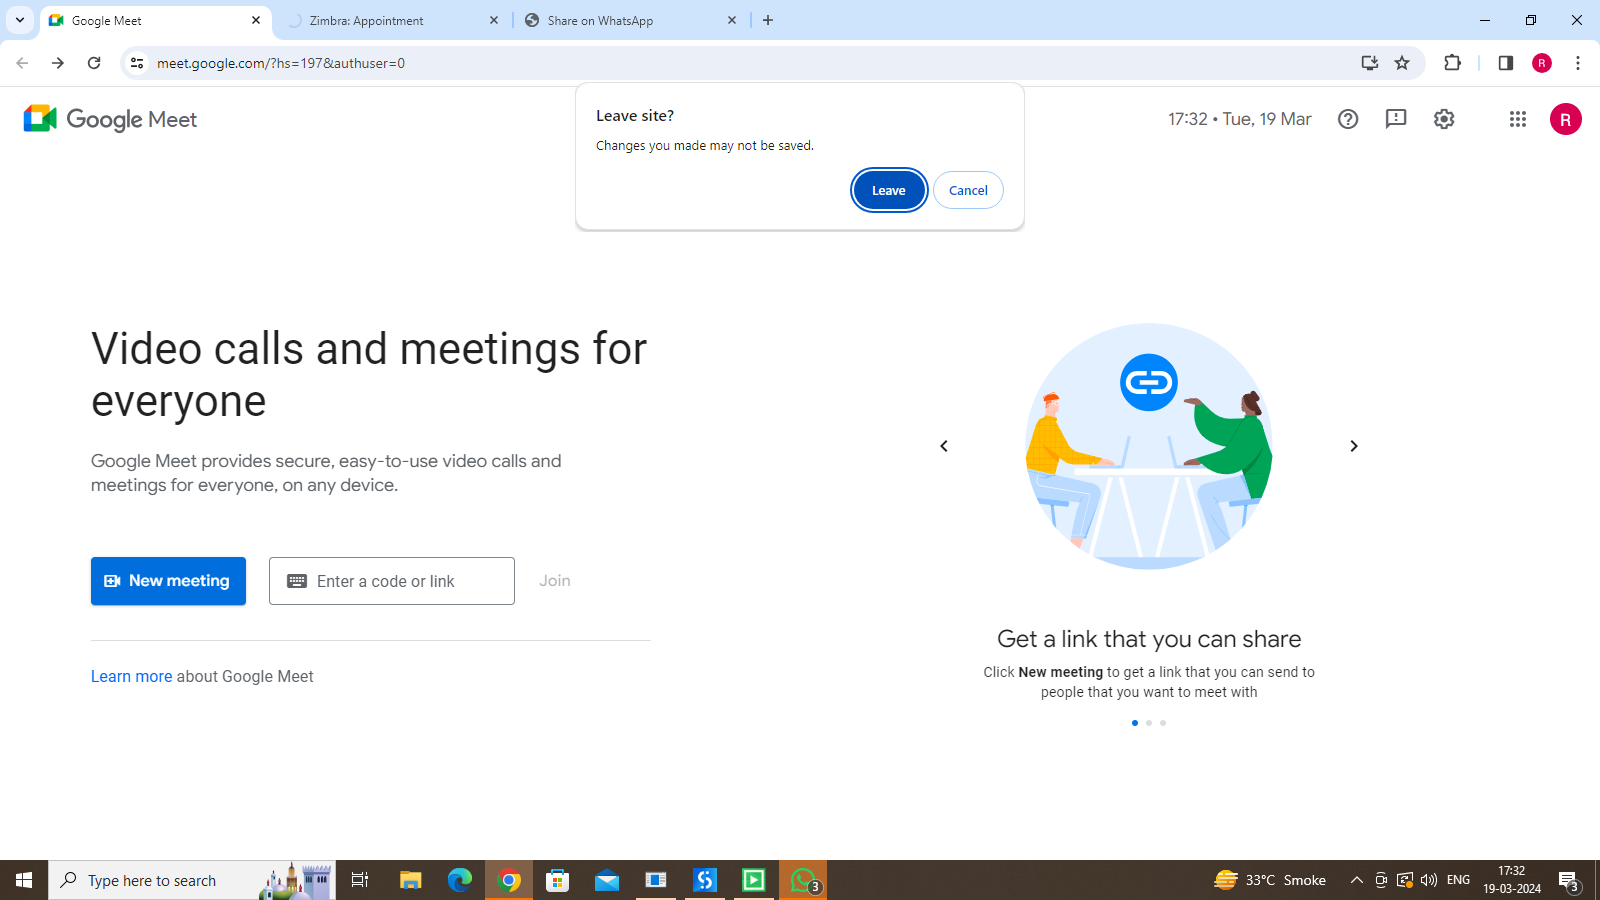 Google Meet
Zimbra: Appointment
Share on WhatsApp
meet.google.com/?hs=197&authuser=0
R
Google Meet
17:32 • Tue, 19 Mar
R
Leave site?
Changes you made may not be saved.
Leave
Cancel
Video calls and meetings for
everyone
Google Meet provides secure, easy-to-use video calls and
meetings for everyone, on any device.
New meeting
Enter a code or link
Join
Learn more about Google Meet
Get a link that you can share
Click New meeting to get a link that you can send to
people that you want to meet with
Type here to search
3
33°C Smoke
ENG
17:32
19-03-2024
3